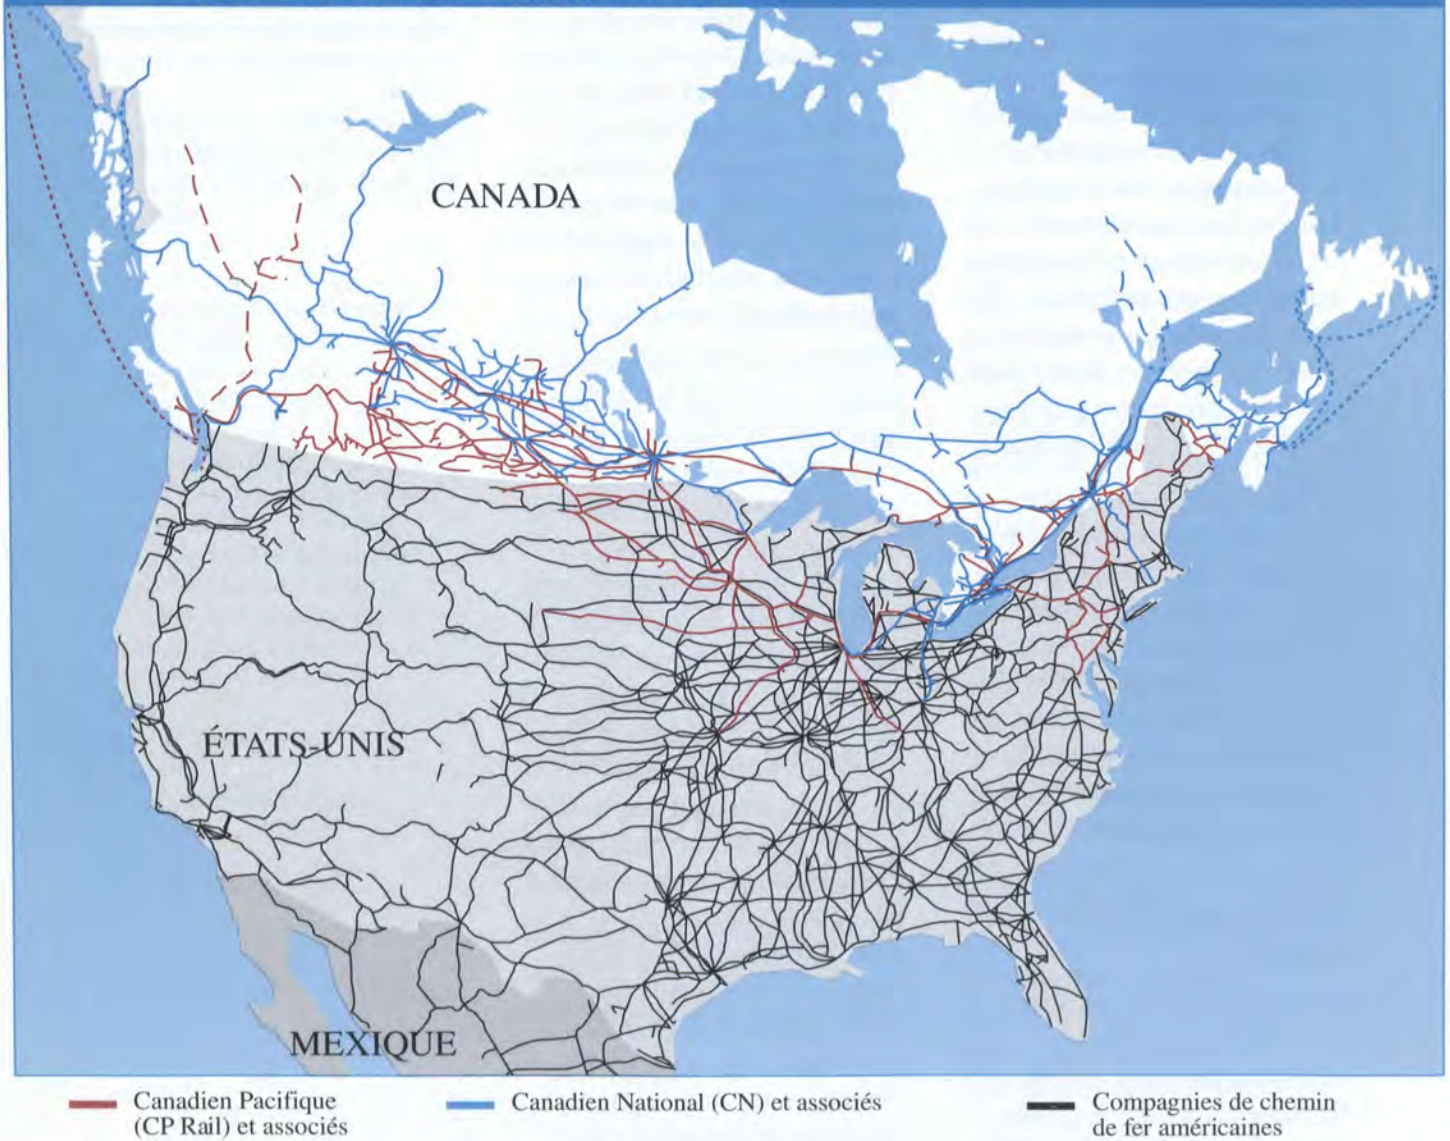 CANADA
ÉTATS-UNIS
MEXIQUE
Canadien Pacifique
(CP Rail) et associés
Canadien National (CN) et associés
Compagnies de chemin
de fer américaines